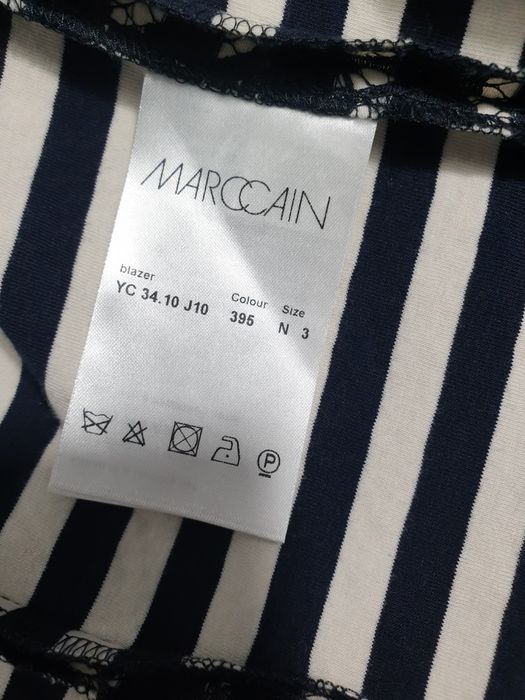 MARCCAIN
blazer Colour Size
YC 34.10 J10 395 N 3
P